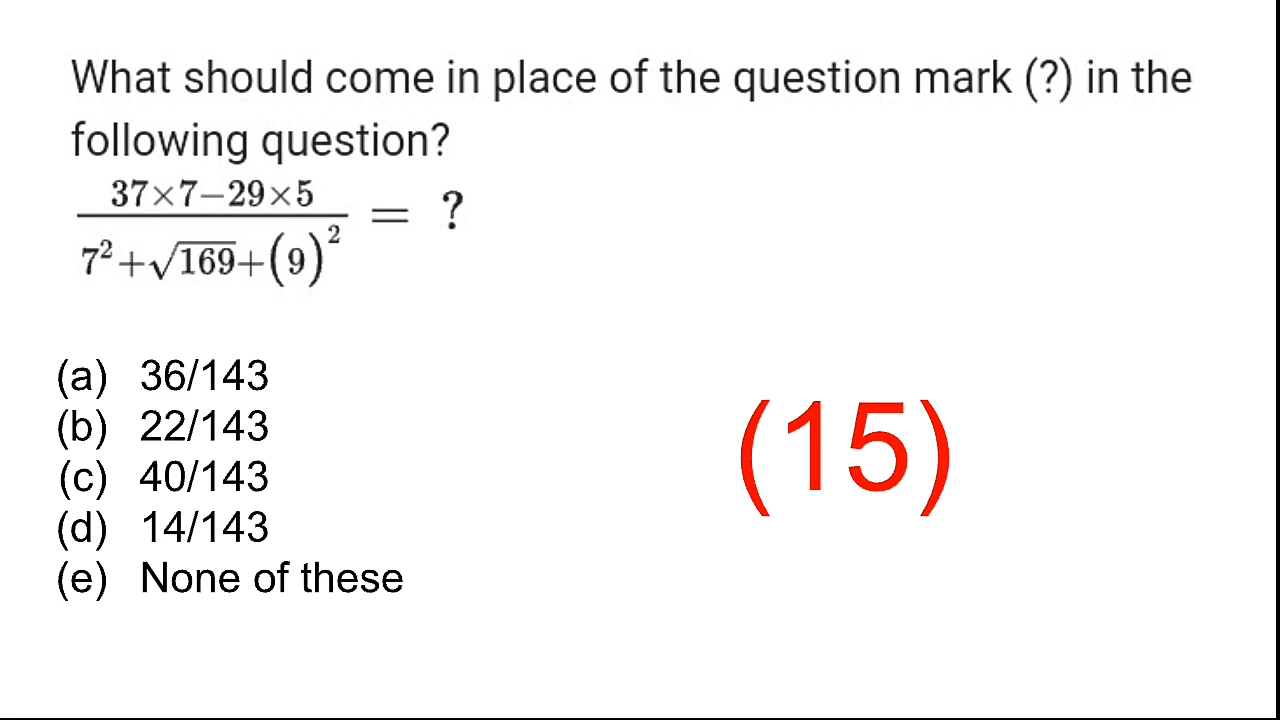 What should come in place of the question mark (?) in the
following question?
37×7−29×5
= ?
7²+√169+(9)²
(a) 36/143
(b) 22/143
(c) 40/143
(d) 14/143
(e) None of these
(15)